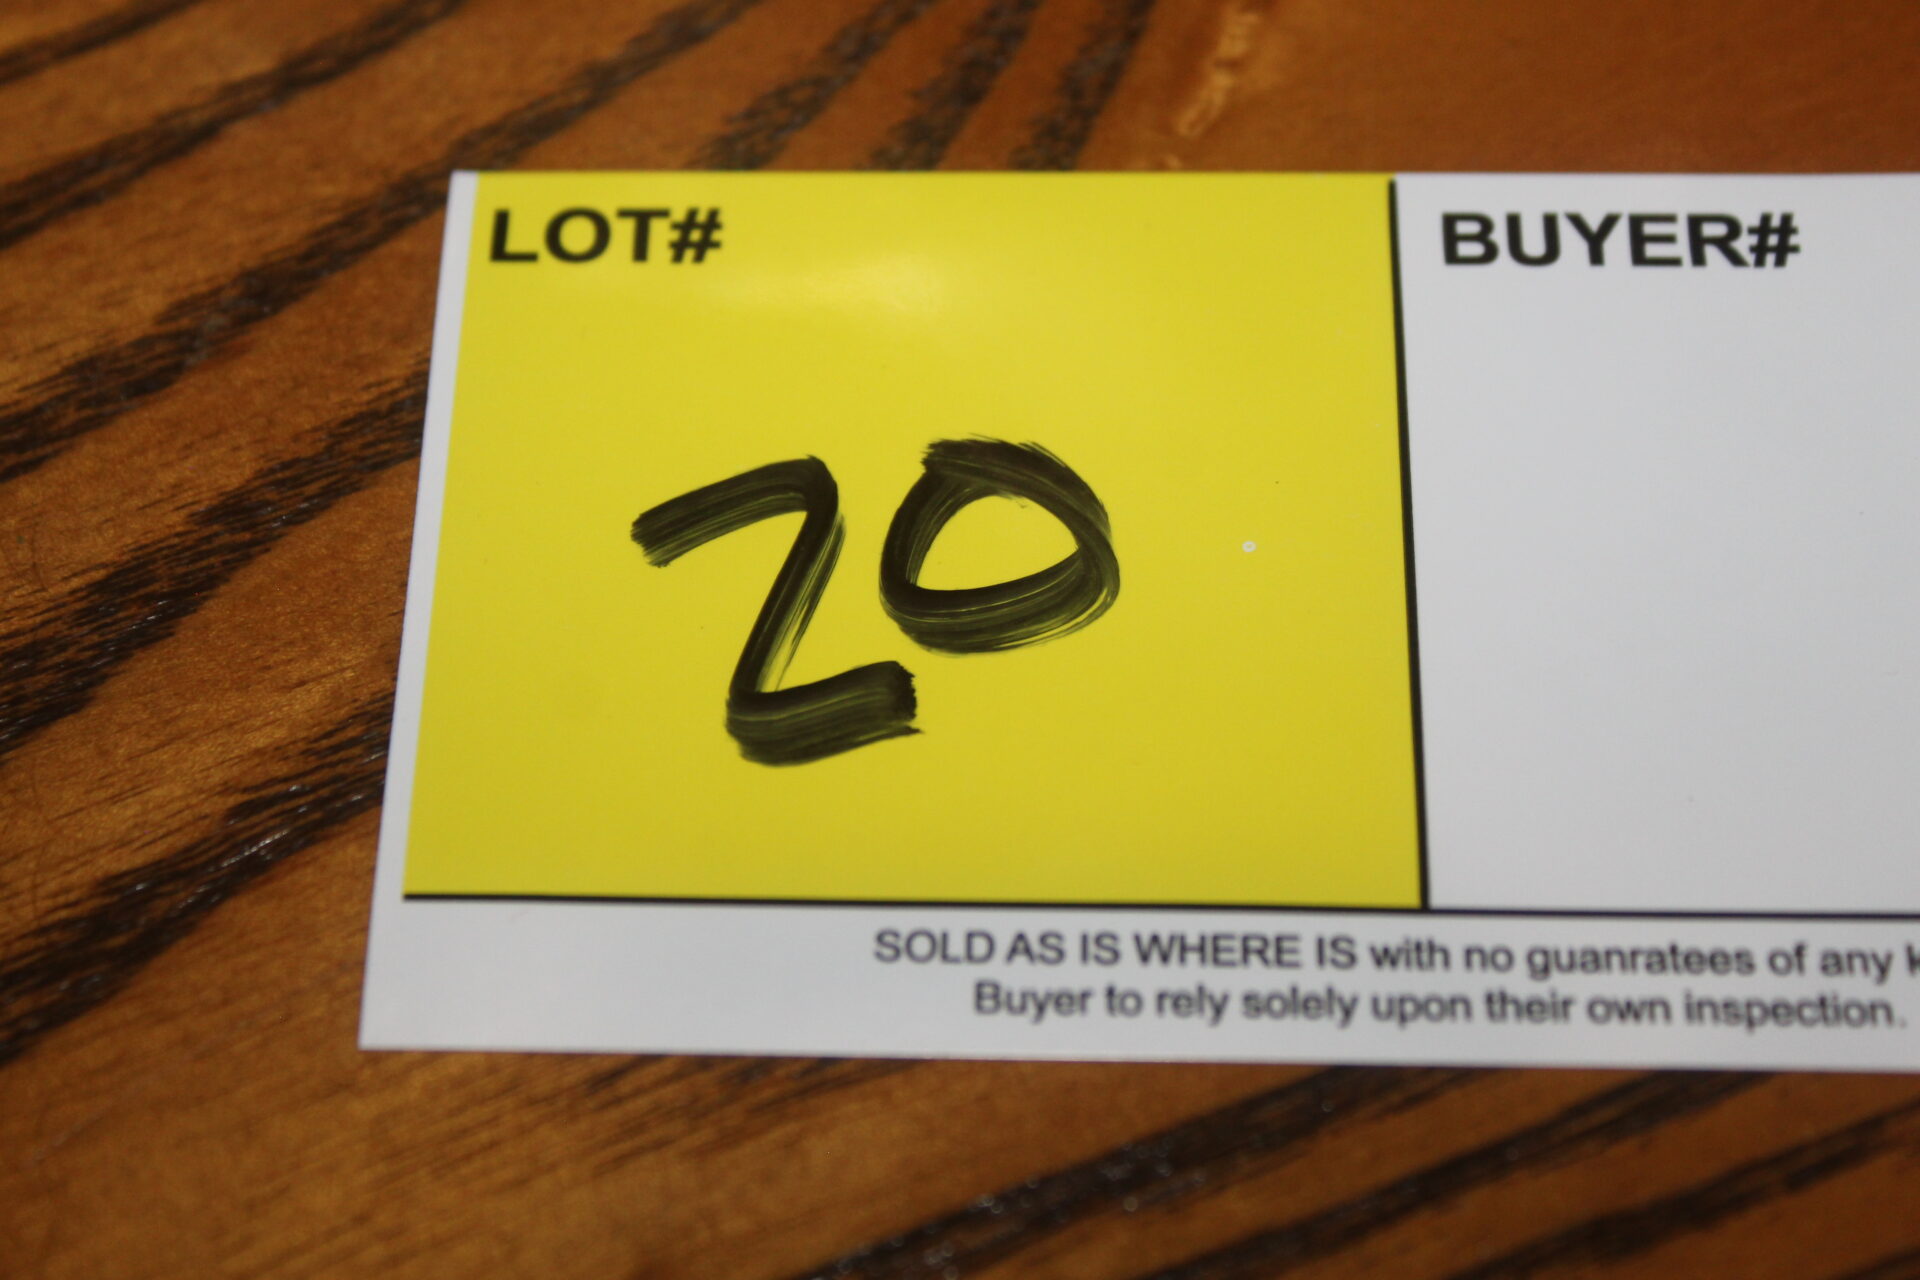 LOT# BUYER#
20
SOLD AS IS WHERE IS with no guanratees of any
Buyer to rely solely upon their own inspection.